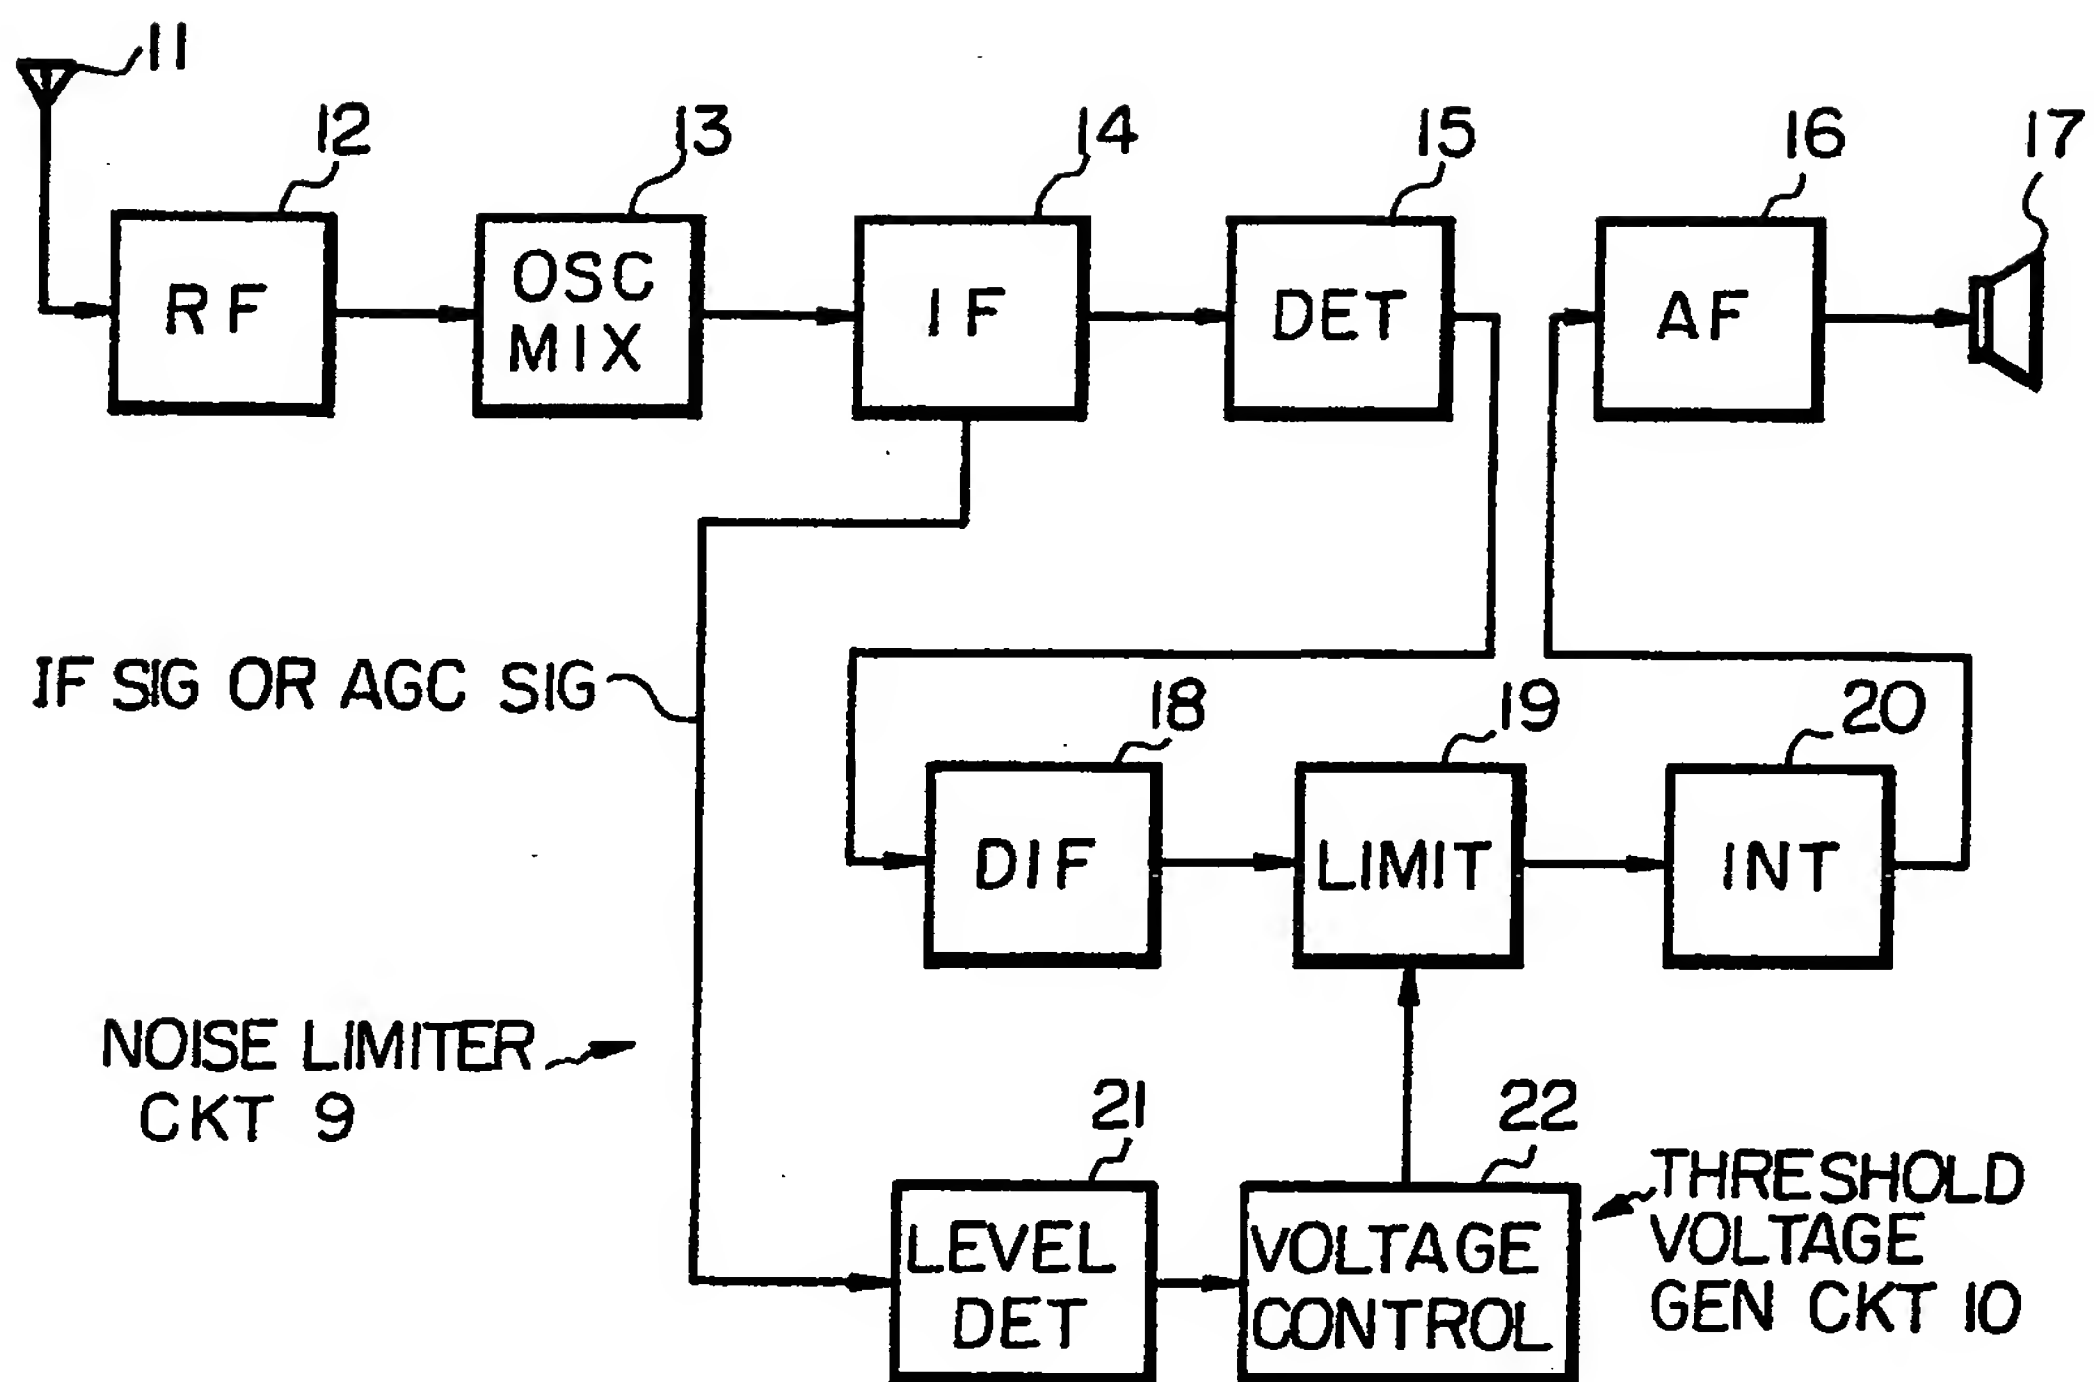 11
12
13
14
15
16
17
RF
OSC
MIX
IF
DET
AF
IF SIG OR AGC SIG
18
19
20
DIF
LIMIT
INT
NOISE LIMITER
CKT 9
21
22
LEVEL
DET
VOLTAGE
CONTROL
THRESHOLD
VOLTAGE
GEN CKT 10